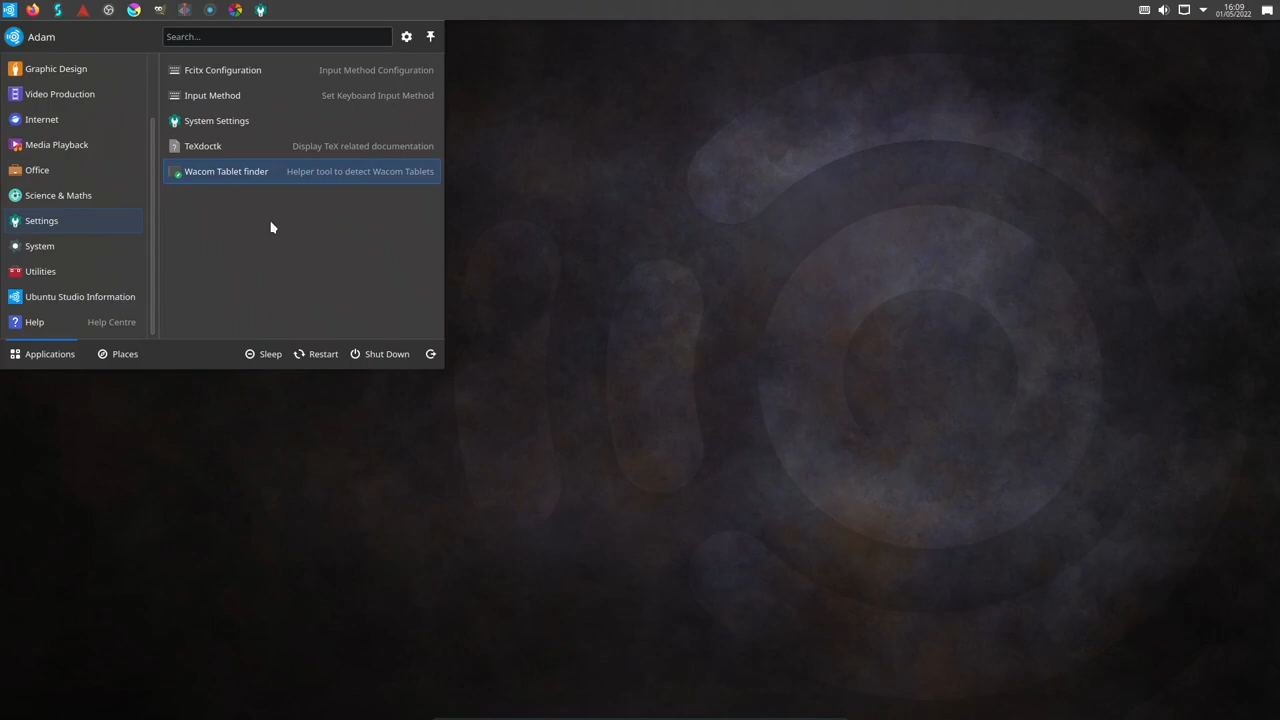 16:09
01/05/2022
Adam
Search...
Graphic Design
Video Production
Internet
Media Playback
Office
Science & Maths
Settings
System
Utilities
Ubuntu Studio Information
Help Help Centre
Fcitx Configuration Input Method Configuration
Input Method Set Keyboard Input Method
System Settings
TeXdoctk Display TeX related documentation
Wacom Tablet finder Helper tool to detect Wacom Tablets
Applications Places Sleep Restart Shut Down